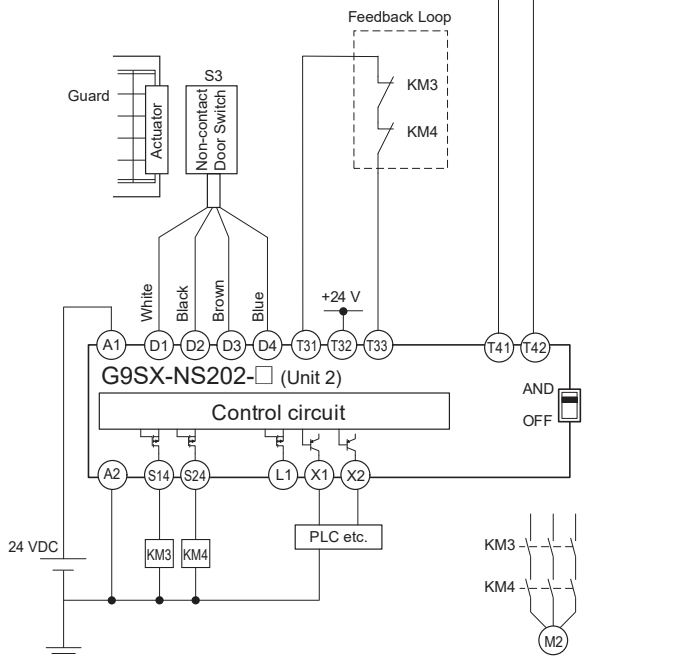 Feedback Loop
S3
KM3
Guard
Actuator
Non-contact
Door Switch
KM4
White
Black
Brown
Blue
+24 V
A1
D1
D2
D3
D4
T31
T32
T33
T41
T42
G9SX-NS202-□ (Unit 2)
AND
Control circuit
OFF
A2
S14
S24
L1
X1
X2
PLC etc.
24 VDC
KM3
KM4
KM3
KM4
M2